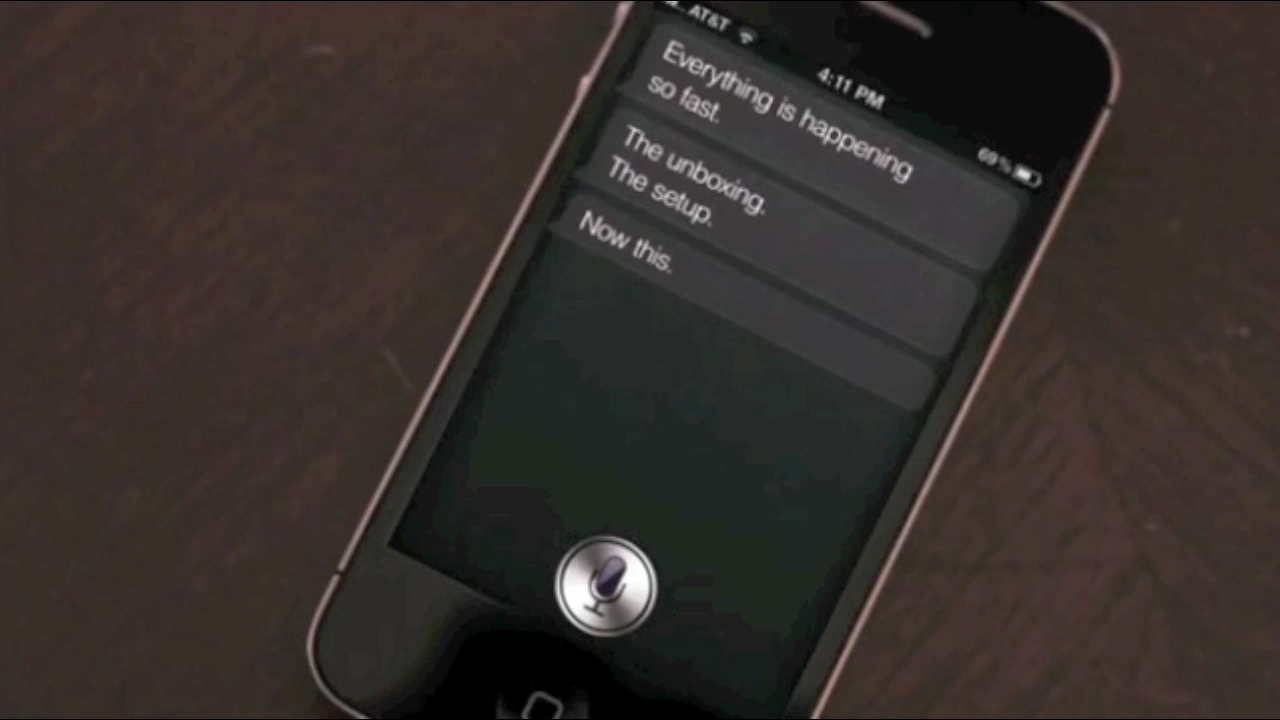 AT&T
4:11 PM
69%
Everything is happening
so fast.
The unboxing.
The setup.
Now this.